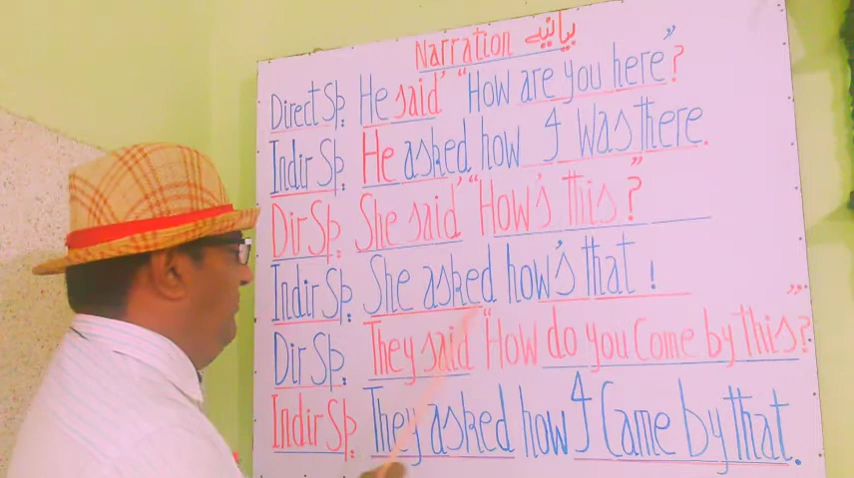 Narration بیانیے
Direct Sp: He said' "How are you here"?
Indir Sp: He asked how I was there.
Dir Sp: She said' "How's this"?
Indir Sp: She asked how's that !
Dir Sp: They said "How do you Come by this"?
Indir Sp: They asked how I Came by that.